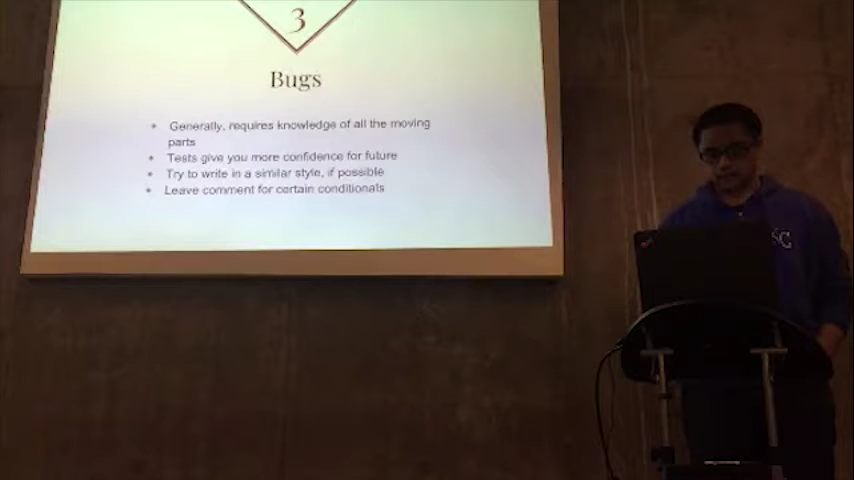 3
Bugs
Generally, requires knowledge of all the moving
parts
Tests give you more confidence for future
Try to write in a similar style, if possible
Leave comment for certain conditionals
SC